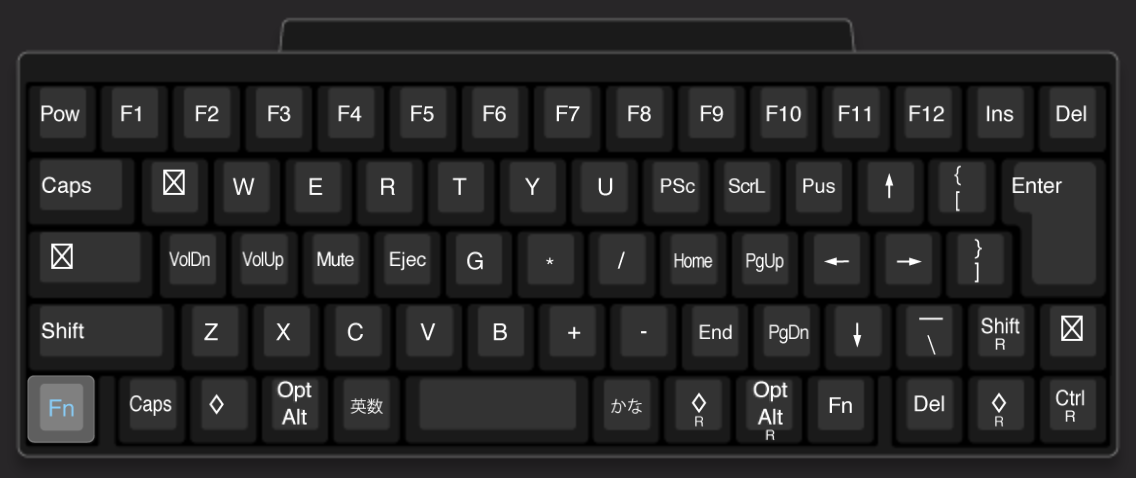 Pow F1 F2 F3 F4 F5 F6 F7 F8 F9 F10 F11 F12 Ins Del
Caps W E R T Y U PSc ScrL Pus ↑ { [ Enter
VolDn VolUp Mute Ejec G * / Home PgUp ← → } ]
Shift Z X C V B + - End PgDn ↓ ― \ Shift R
Fn Caps ◇ Opt Alt 英数 かな ◇ R Opt Alt R Fn Del ◇ R Ctrl R